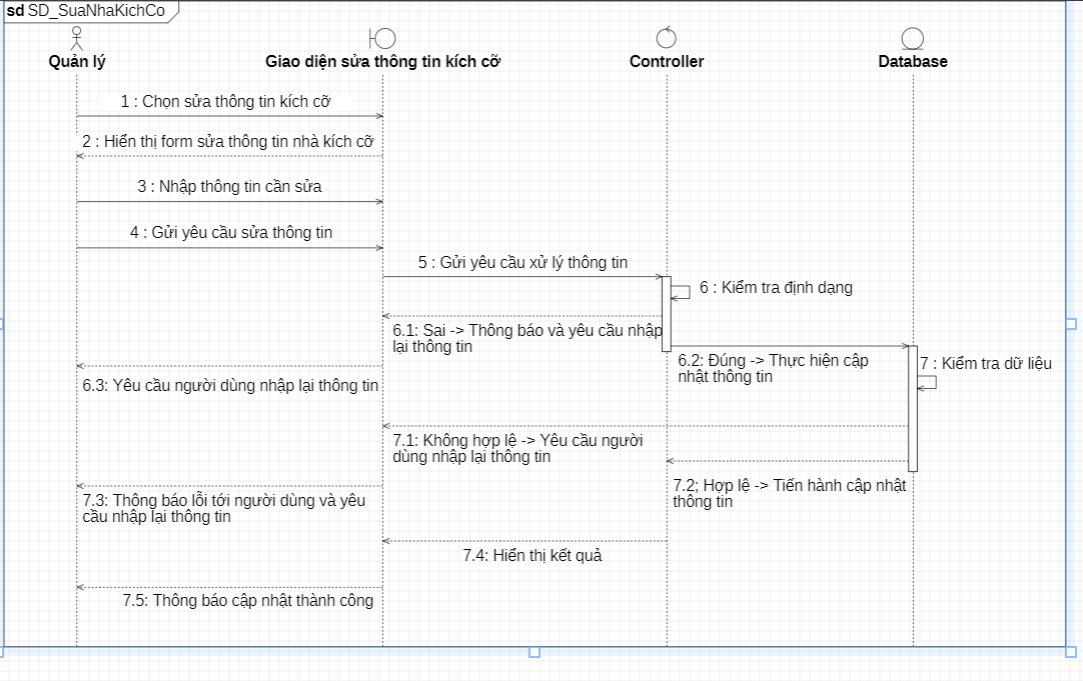 sd SD_SuaNhaKichCo
Quản lý
Giao diện sửa thông tin kích cỡ
Controller
Database
1 : Chọn sửa thông tin kích cỡ
2 : Hiển thị form sửa thông tin nhà kích cỡ
3 : Nhập thông tin cần sửa
4 : Gửi yêu cầu sửa thông tin
5 : Gửi yêu cầu xử lý thông tin
6 : Kiểm tra định dạng
6.1: Sai -> Thông báo và yêu cầu nhập
lại thông tin
6.2: Đúng -> Thực hiện cập
nhật thông tin
7 : Kiểm tra dữ liệu
6.3: Yêu cầu người dùng nhập lại thông tin
7.1: Không hợp lệ -> Yêu cầu người
dùng nhập lại thông tin
7.2; Hợp lệ -> Tiến hành cập nhật
thông tin
7.3: Thông báo lỗi tới người dùng và yêu
cầu nhập lại thông tin
7.4: Hiển thị kết quả
7.5: Thông báo cập nhật thành công